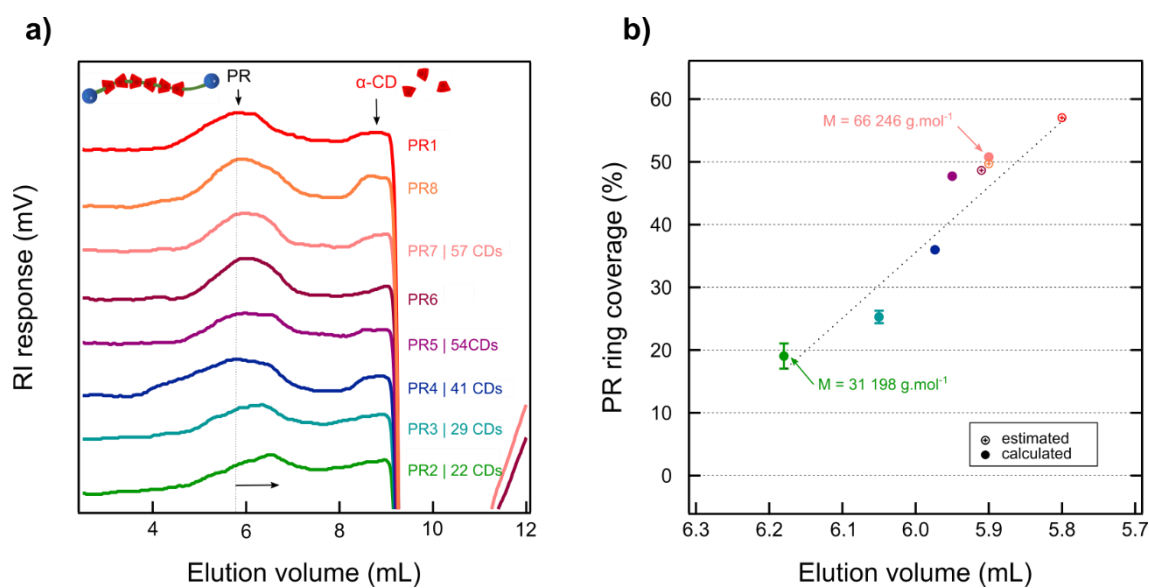 a)
PR
α-CD
PR1
PR8
PR7 | 57 CDs
PR6
PR5 | 54CDs
PR4 | 41 CDs
PR3 | 29 CDs
PR2 | 22 CDs
RI response (mV)
4 6 8 10 12
Elution volume (mL)
b)
PR ring coverage (%)
60
50
40
30
20
10
0
M = 66 246 g.mol⁻¹
M = 31 198 g.mol⁻¹
estimated
calculated
6.3 6.2 6.1 6.0 5.9 5.8 5.7
Elution volume (mL)